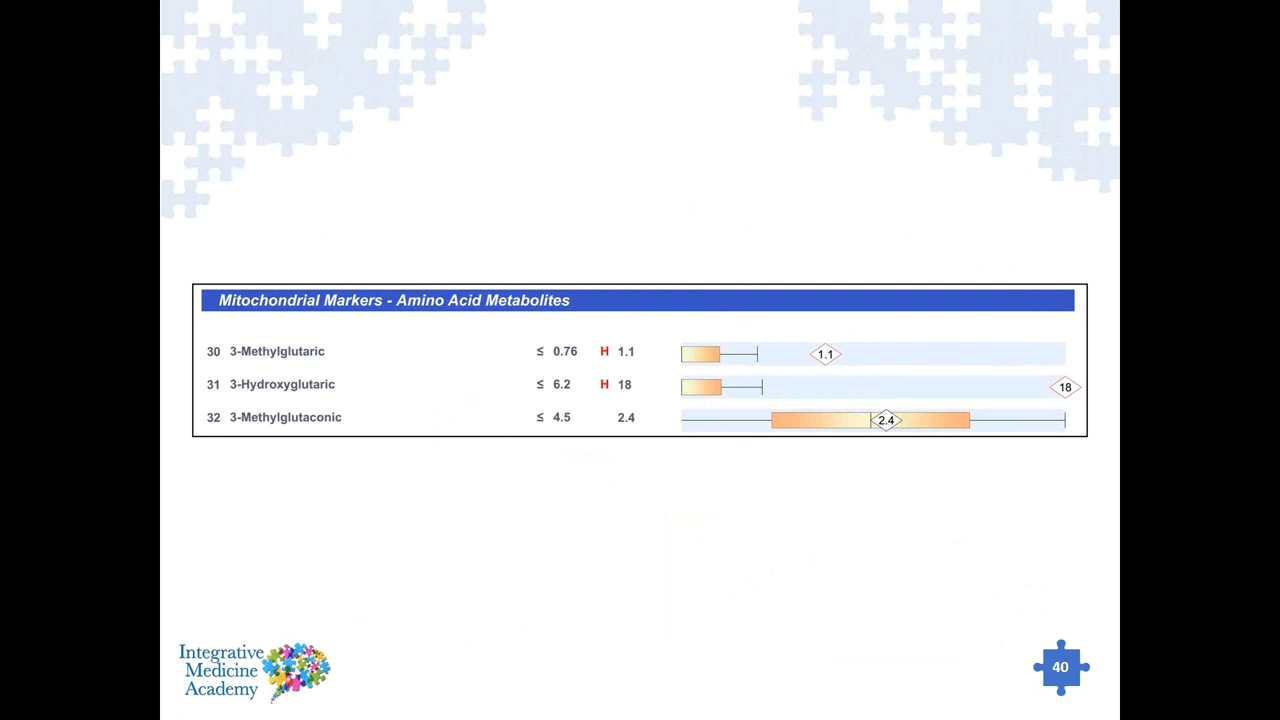 Mitochondrial Markers - Amino Acid Metabolites
30 3-Methylglutaric ≤ 0.76 H 1.1 1.1
31 3-Hydroxyglutaric ≤ 6.2 H 18 18
32 3-Methylglutaconic ≤ 4.5 2.4 2.4
Integrative
Medicine
Academy
40